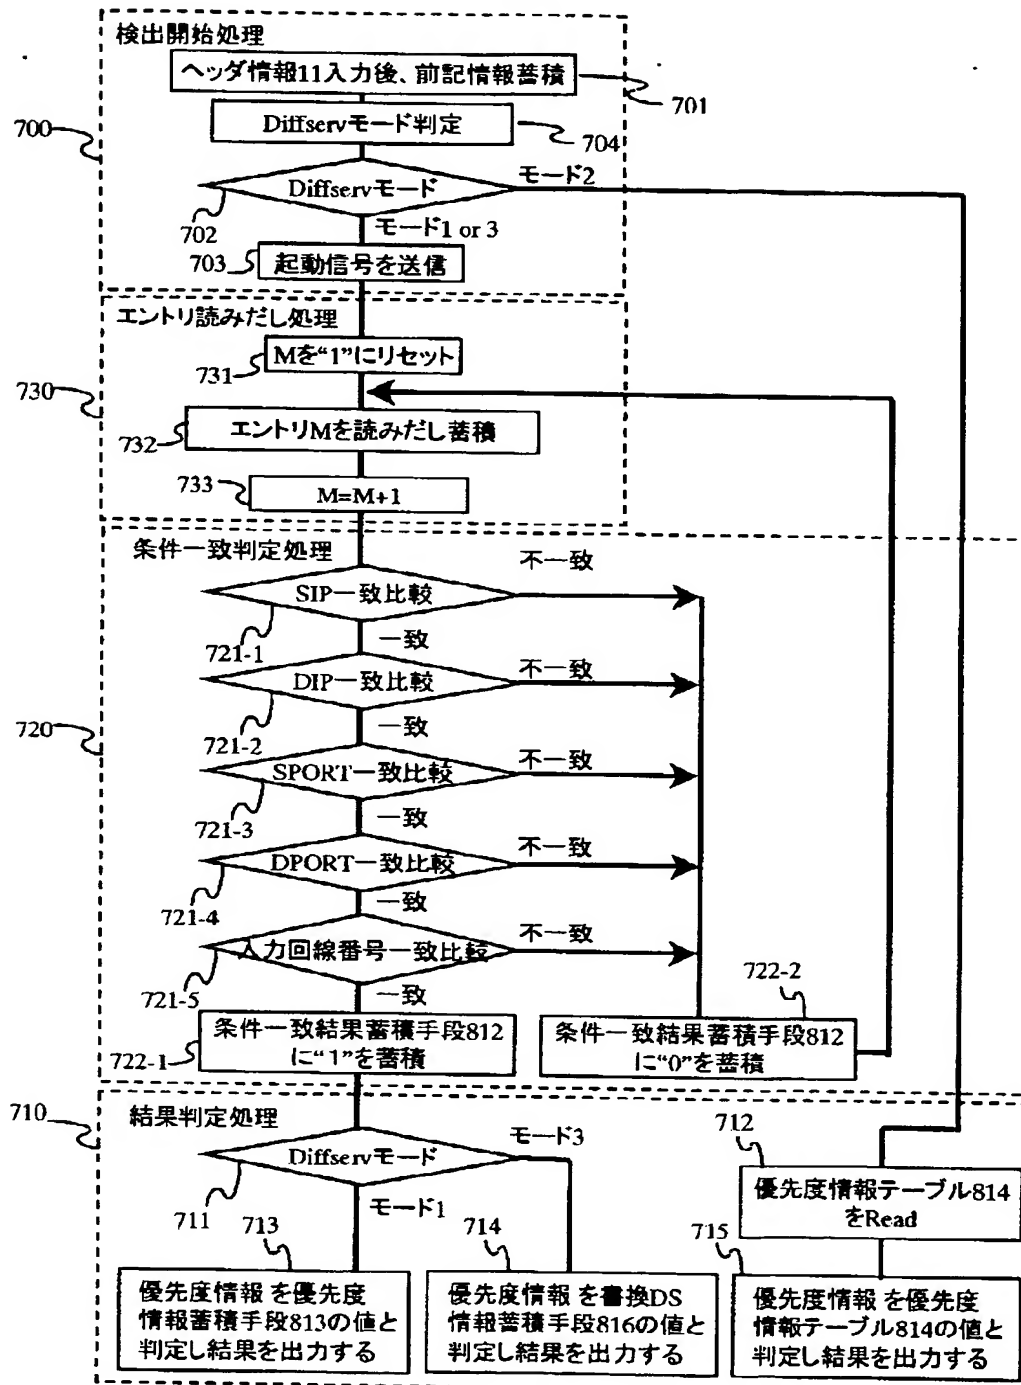 検出開始処理
ヘッダ情報11入力後、前記情報蓄積
701
700
Diffservモード判定
704
Diffservモード
モード2
702
モード1 or 3
703
起動信号を送信
エントリ読みだし処理
Mを“1”にリセット
731
730
エントリMを読みだし蓄積
732
733
M=M+1
条件一致判定処理
不一致
SIP一致比較
721-1
一致
DIP一致比較
不一致
721-2
一致
720
SPORT一致比較
不一致
721-3
一致
DPORT一致比較
不一致
721-4
一致
入力回線番号一致比較
不一致
721-5
一致
722-2
条件一致結果蓄積手段812
に“1”を蓄積
722-1
条件一致結果蓄積手段812
に“0”を蓄積
710
結果判定処理
Diffservモード
モード3
711
モード1
712
優先度情報テーブル814
をRead
713
714
715
優先度情報を優先度
情報蓄積手段813の値と
判定し結果を出力する
優先度情報を書換DS
情報蓄積手段816の値と
判定し結果を出力する
優先度情報を優先度
情報テーブル814の値と
判定し結果を出力する